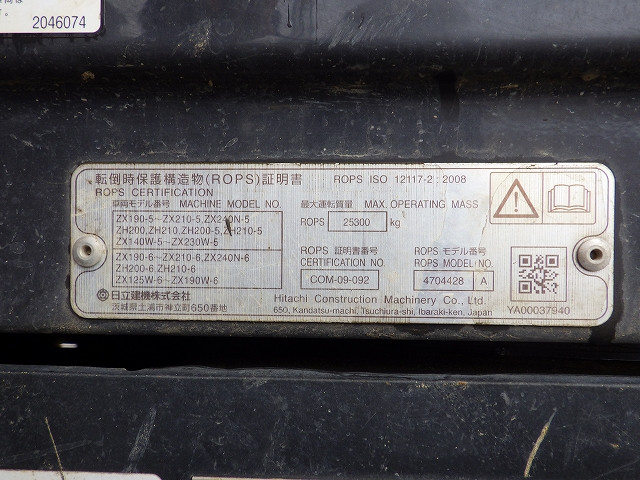 2046074
転倒時保護構造物(ROPS)証明書 ROPS ISO 12117-2 : 2008
ROPS CERTIFICATION
車両モデル番号 MACHINE MODEL NO.
ZX190-5~ZX210-5,ZX240N-5
ZH200,ZH210,ZH200-5,ZH210-5
ZX140W-5~ZX230W-5
ZX190-6~ZX210-6,ZX240N-6
ZH200-6,ZH210-6
ZX125W-6~ZX190W-6
最大運転質量 MAX. OPERATING MASS
ROPS 25300 kg
ROPS 証明書番号
CERTIFICATION NO.
COM-09-092
ROPS モデル番号
ROPS MODEL NO.
4704428 A
日立建機株式会社
茨城県土浦市神立町650番地
Hitachi Construction Machinery Co., Ltd.
650, Kandatsu-machi, Tsuchiura-shi, Ibaraki-ken, Japan
YA00037940